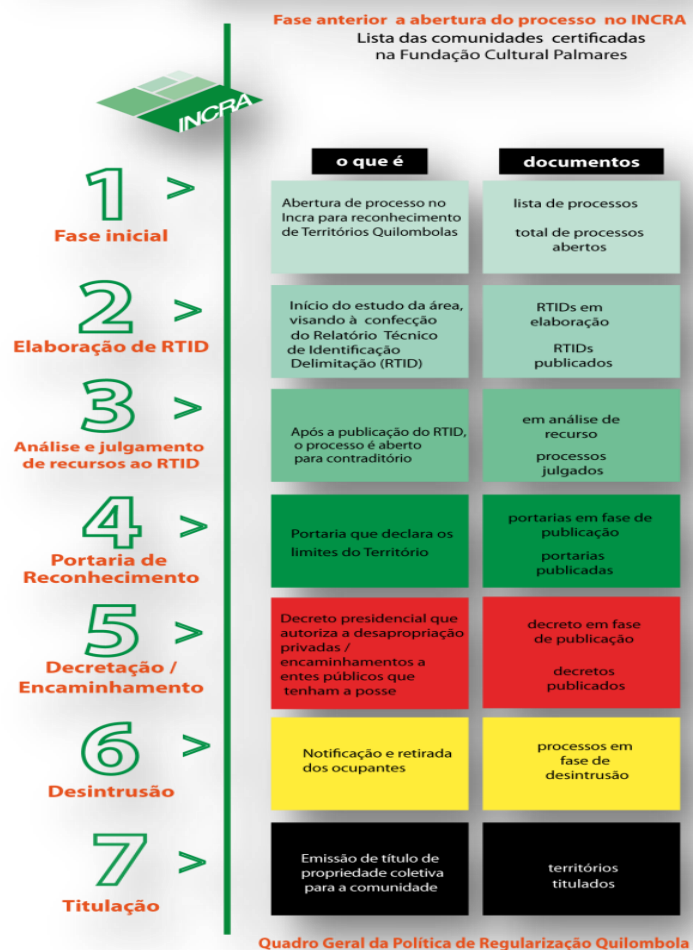 Fase anterior a abertura do processo no INCRA
Lista das comunidades certificadas
na Fundação Cultural Palmares
INCRA
o que é
documentos
1 >
Fase inicial
Abertura de processo no
Incra para reconhecimento
de Territórios Quilombolas
lista de processos
total de processos
abertos
2 >
Elaboração de RTID
Início do estudo da área,
visando à confecção
do Relatório Técnico
de Identificação
Delimitação (RTID)
RTIDs em
elaboração
RTIDs
publicados
3 >
Análise e julgamento
de recursos ao RTID
Após a publicação do RTID,
o processo é aberto
para contraditório
em análise de
recurso
processos
julgados
4 >
Portaria de
Reconhecimento
Portaria que declara os
limites do Território
portarias em fase de
publicação
portarias
publicadas
5 >
Decretação /
Encaminhamento
Decreto presidencial que
autoriza a desapropriação
privadas /
encaminhamentos a
entes públicos que
tenham a posse
decreto em fase
de publicação
decretos
publicados
6 >
Desintrusão
Notificação e retirada
dos ocupantes
processos em
fase de
desintrusão
7 >
Titulação
Emissão de título de
propriedade coletiva
para a comunidade
territórios
titulados
Quadro Geral da Política de Regularização Quilombola